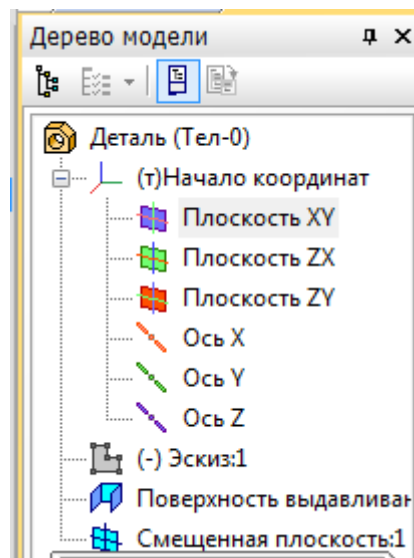 Дерево модели
Деталь (Тел-0)
(т)Начало координат
Плоскость XY
Плоскость ZX
Плоскость ZY
Ось X
Ось Y
Ось Z
(-) Эскиз:1
Поверхность выдавливан
Смещенная плоскость:1